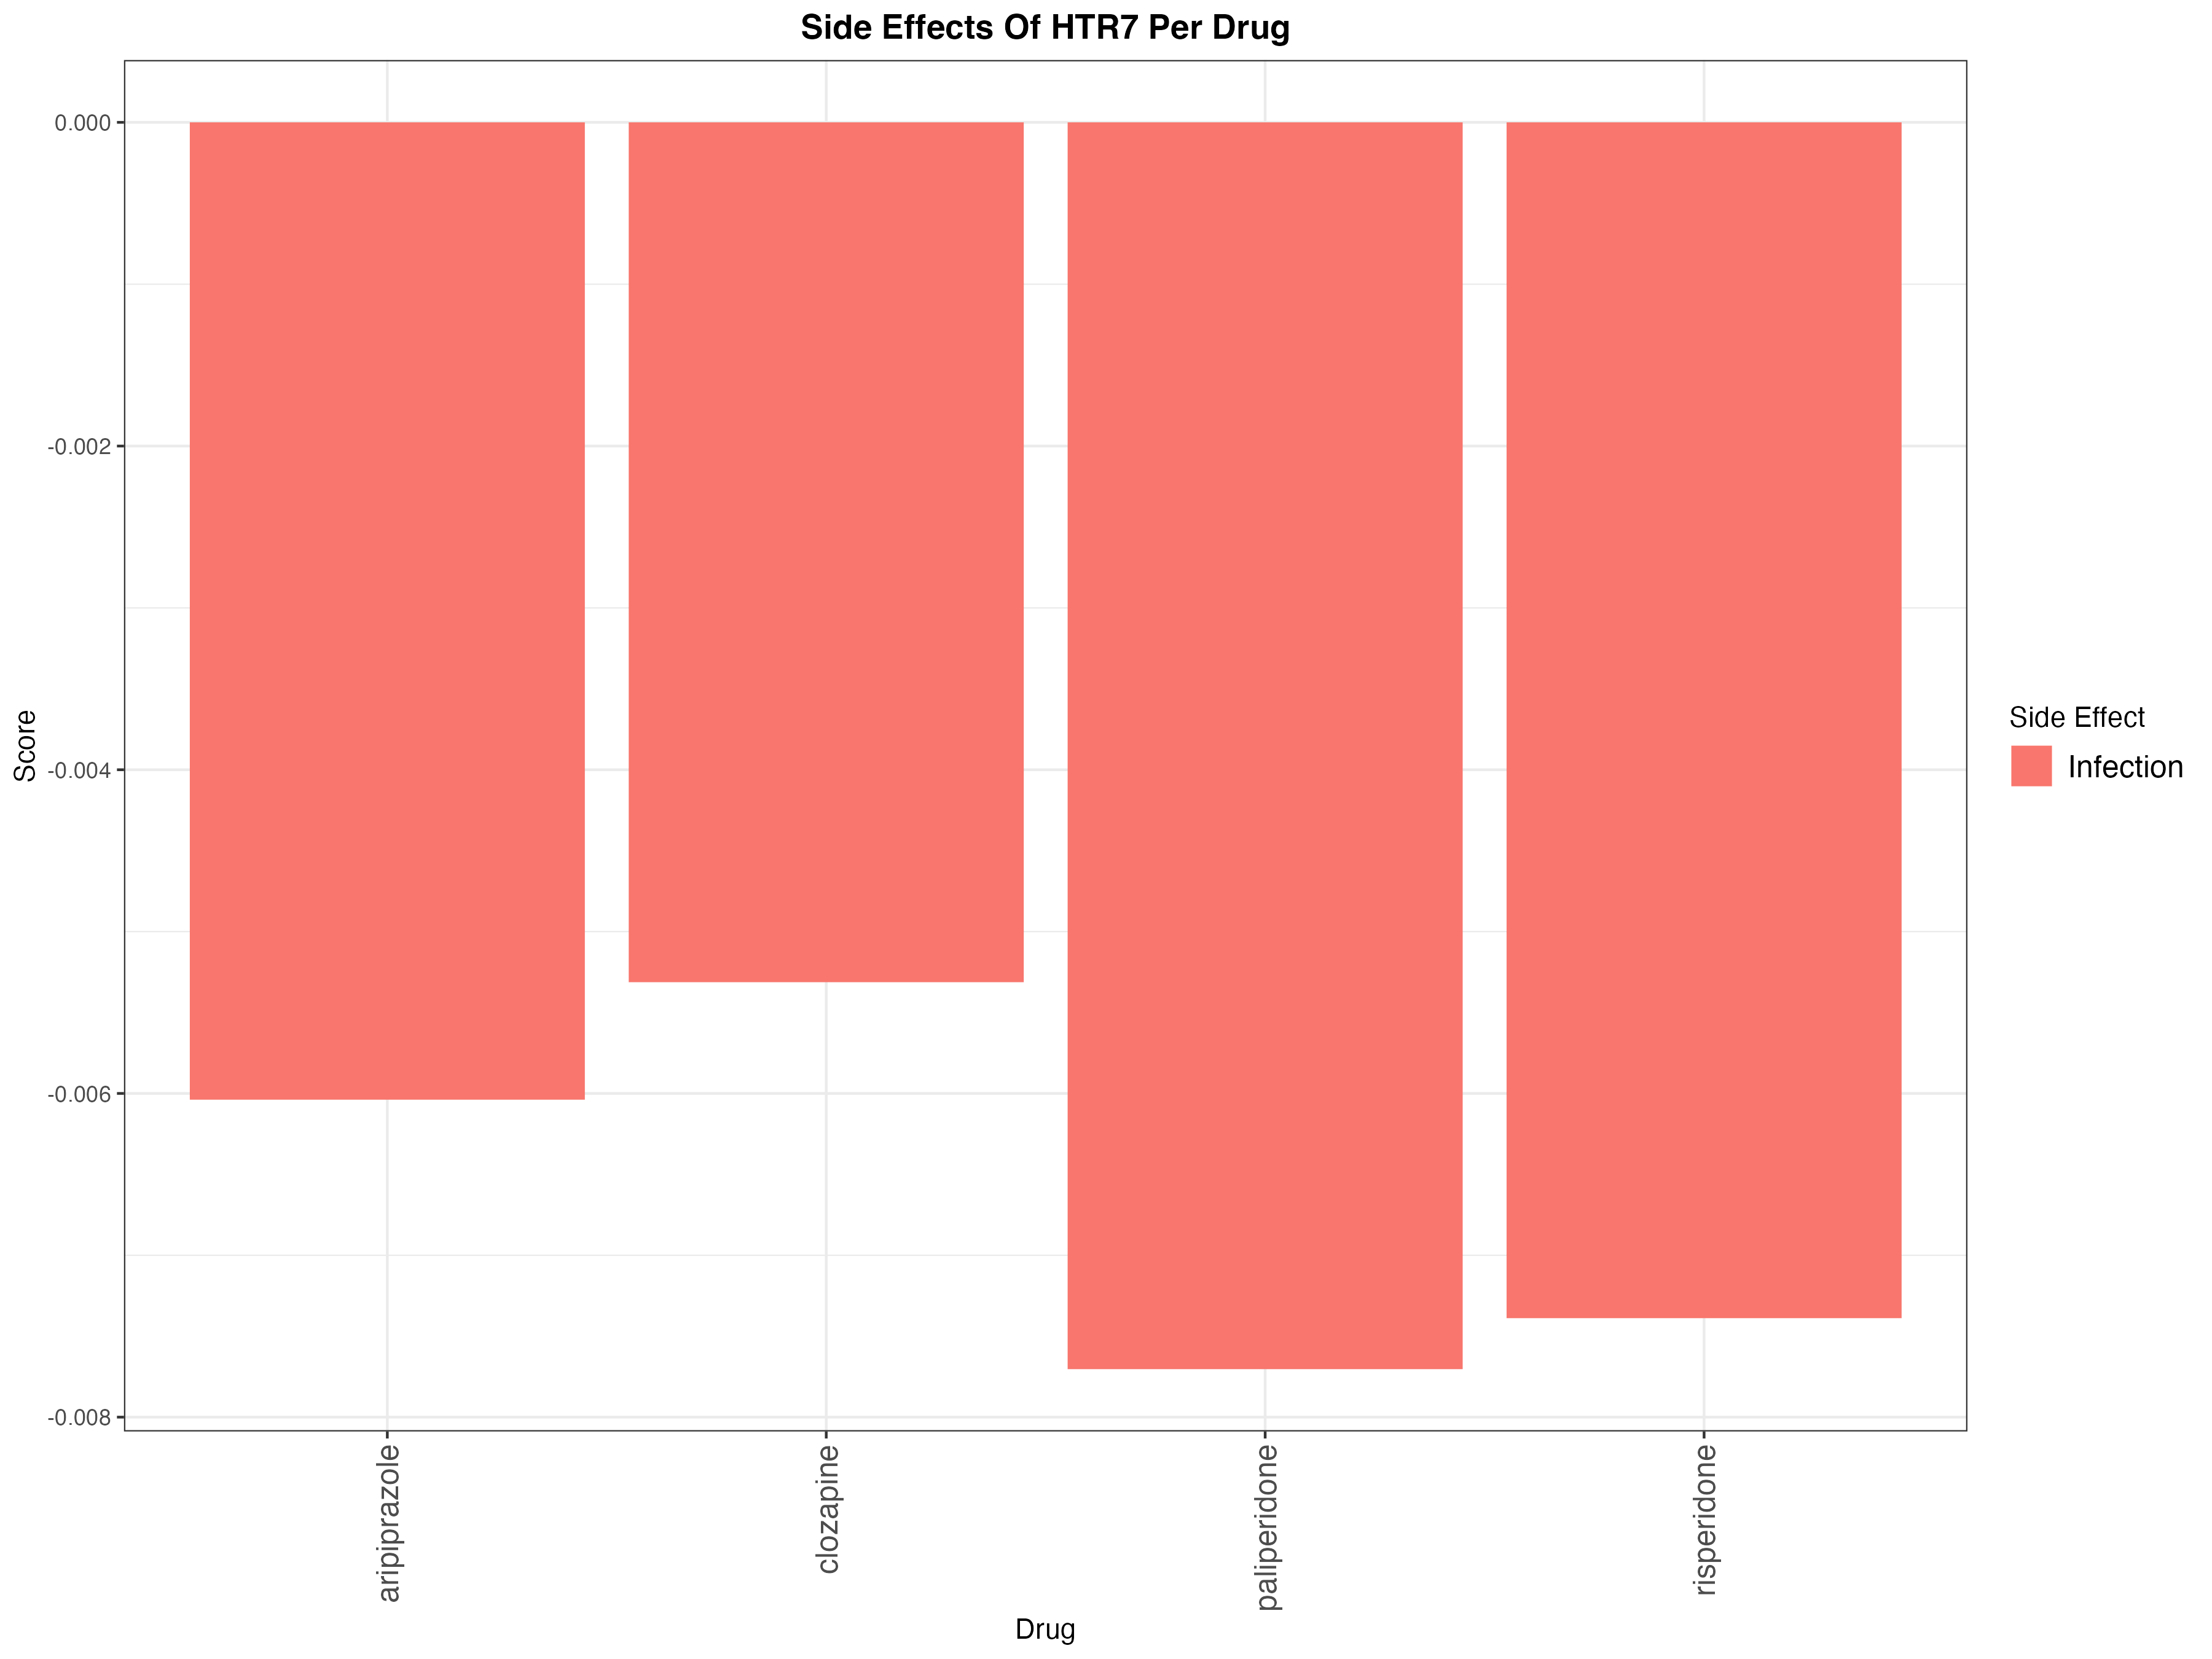 Side Effects Of HTR7 Per Drug
0.000
-0.002
-0.004
-0.006
-0.008
Score
aripiprazole
clozapine
paliperidone
risperidone
Drug
Side Effect
Infection